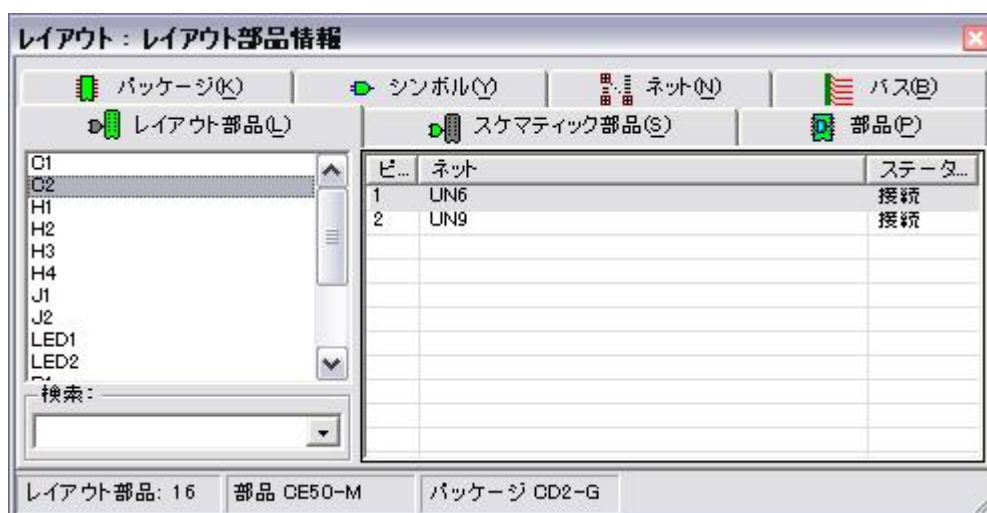 レイアウト：レイアウト部品情報
パッケージ(K) シンボル(Y) ネット(N) バス(B)
レイアウト部品(L) スケマティック部品(S) 部品(P)
C1
C2
H1
H2
H3
H4
J1
J2
LED1
LED2
ピ... ネット ステータ...
1 UN6 接続
2 UN9 接続
検索：
レイアウト部品: 16 部品 CE50-M パッケージ CD2-G